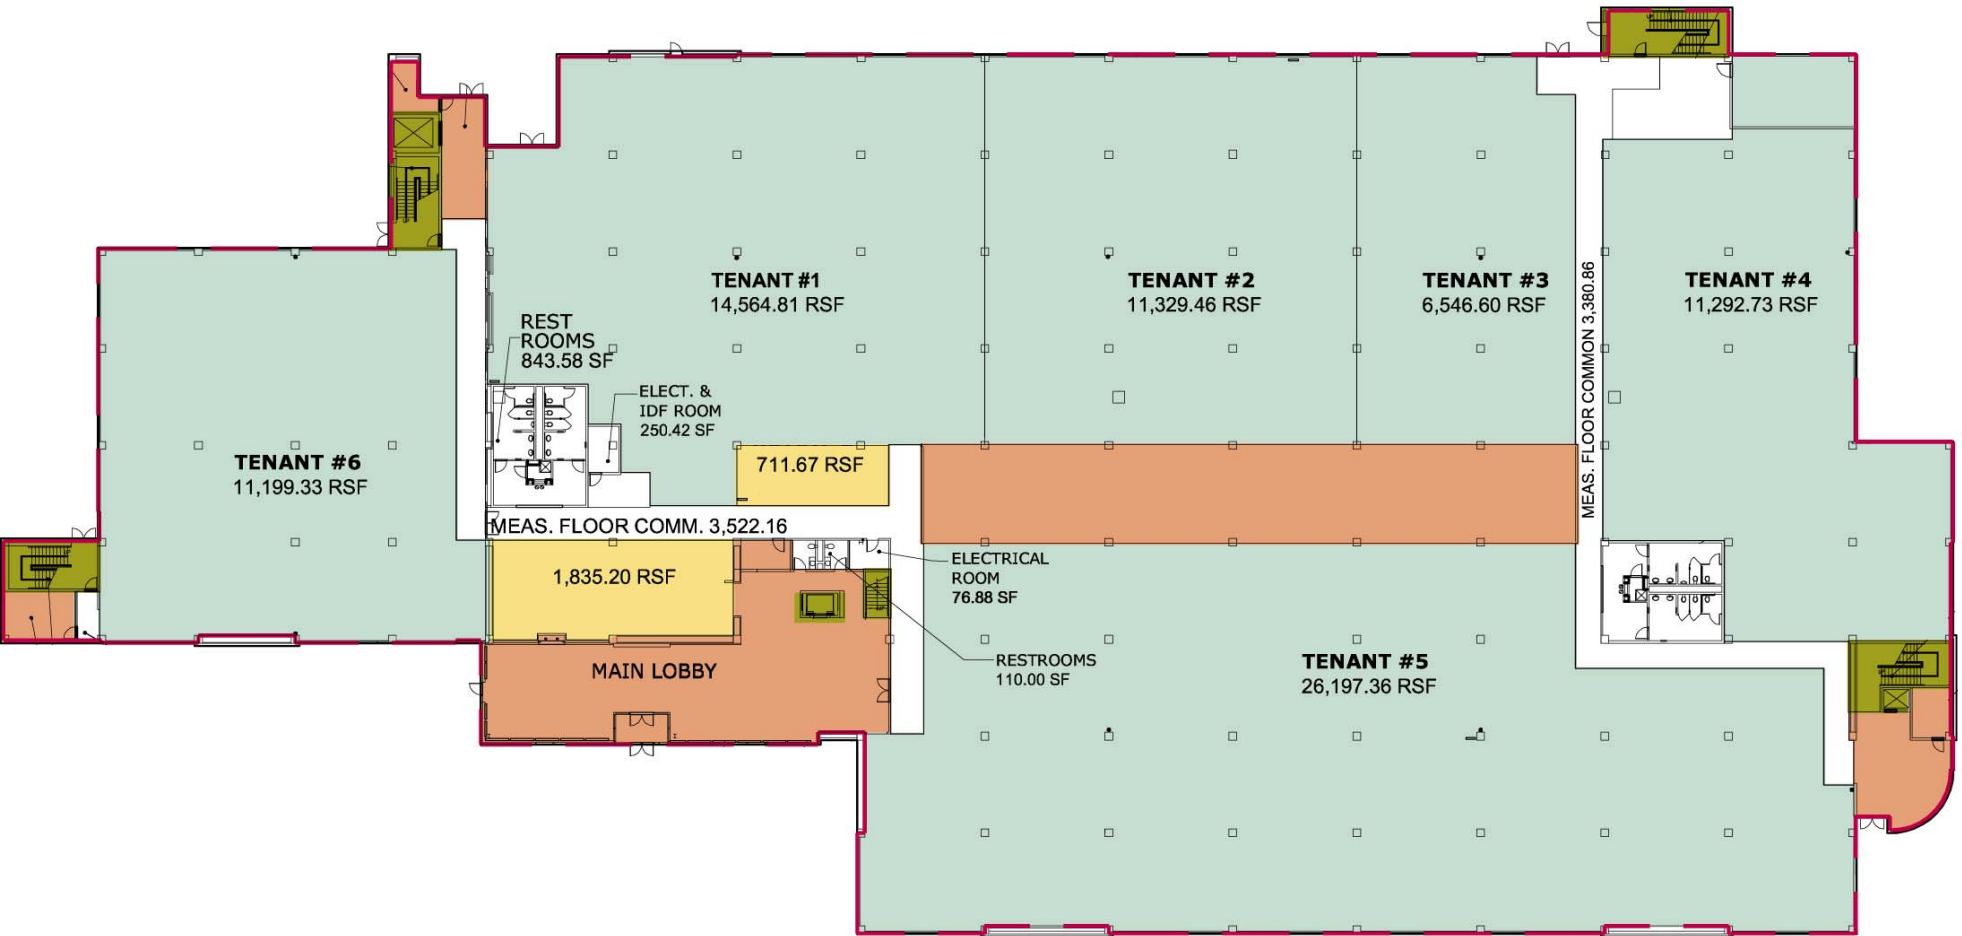 TENANT #1
14,564.81 RSF
TENANT #2
11,329.46 RSF
TENANT #3
6,546.60 RSF
TENANT #4
11,292.73 RSF
MEAS. FLOOR COMMON 3,380.86
REST
ROOMS
843.58 SF
ELECT. &
IDF ROOM
250.42 SF
TENANT #6
11,199.33 RSF
711.67 RSF
MEAS. FLOOR COMM. 3,522.16
1,835.20 RSF
ELECTRICAL
ROOM
76.88 SF
MAIN LOBBY
RESTROOMS
110.00 SF
TENANT #5
26,197.36 RSF